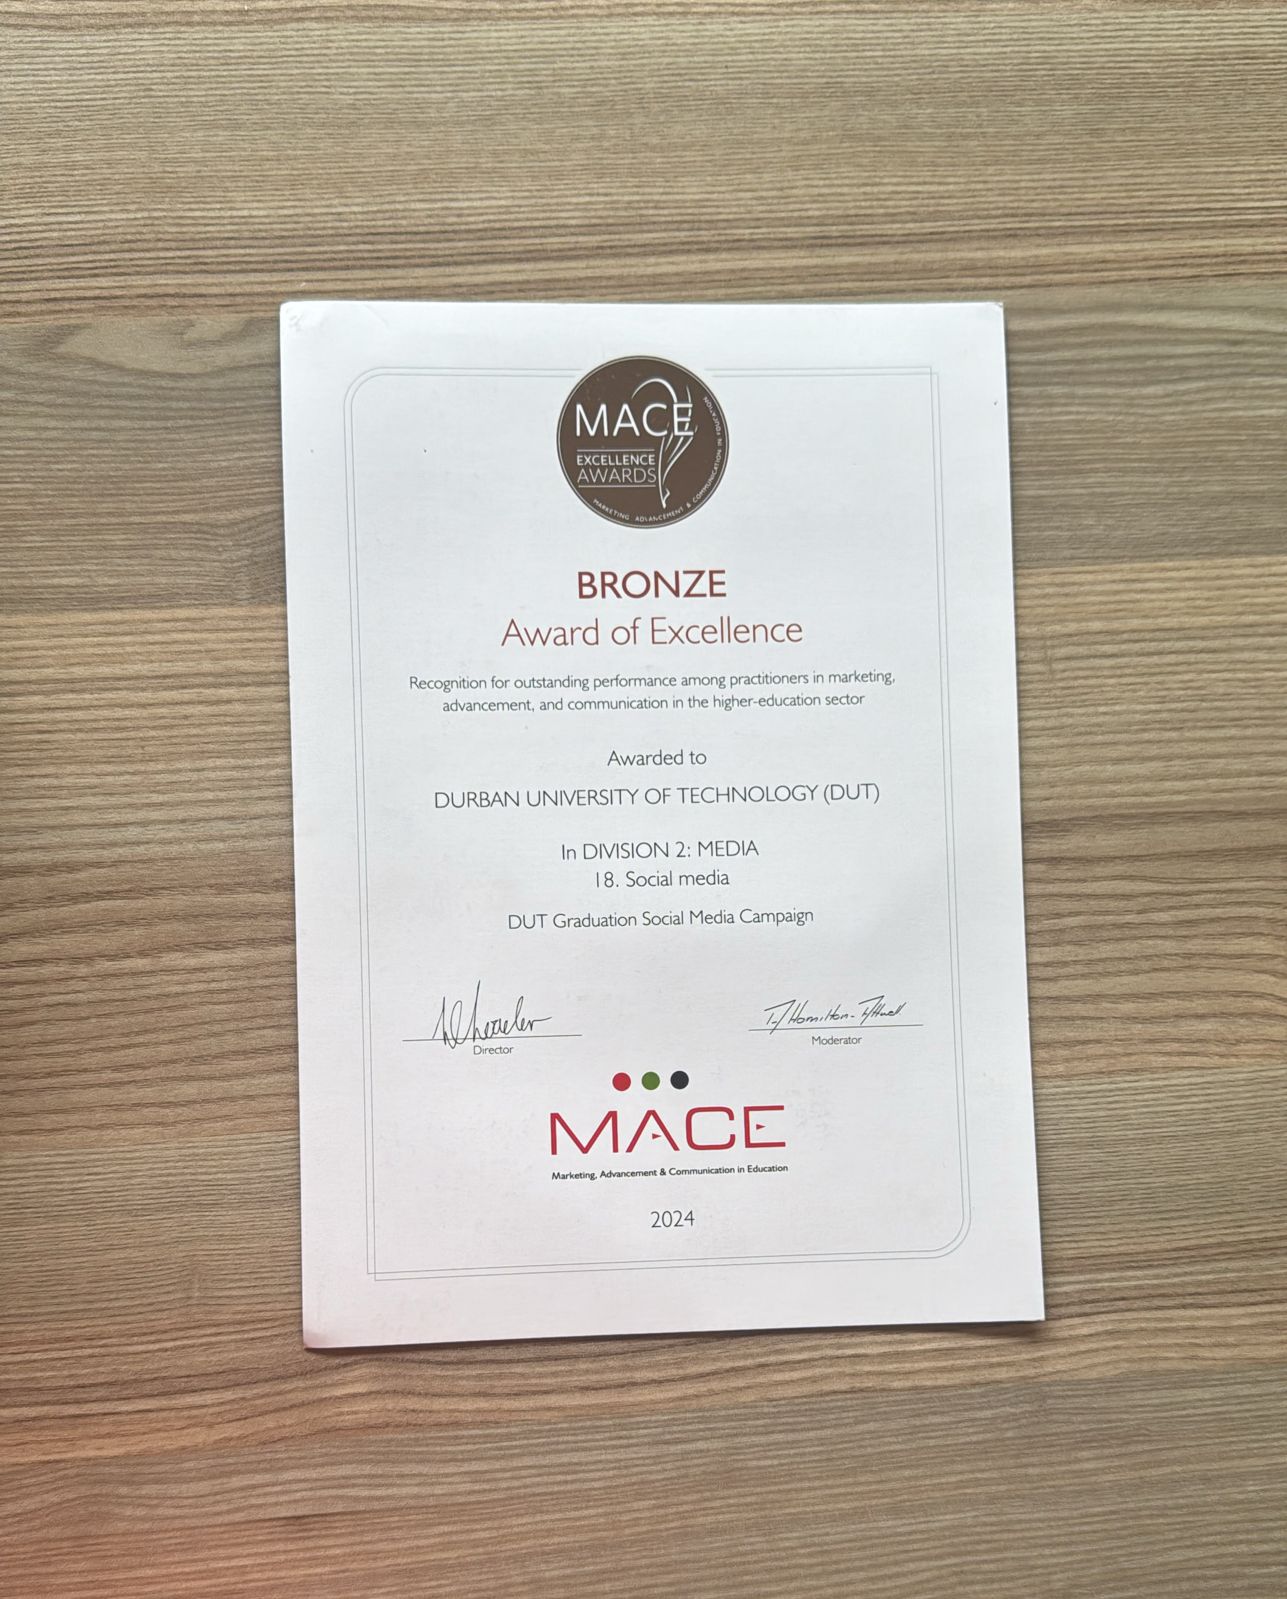 MACE
EXCELLENCE
AWARDS
MARKETING ADVANCEMENT & COMMUNICATION IN EDUCATION
BRONZE
Award of Excellence
Recognition for outstanding performance among practitioners in marketing,
advancement, and communication in the higher-education sector
Awarded to
DURBAN UNIVERSITY OF TECHNOLOGY (DUT)
In DIVISION 2: MEDIA
18. Social media
DUT Graduation Social Media Campaign
Director
Moderator
MACE
Marketing, Advancement & Communication in Education
2024